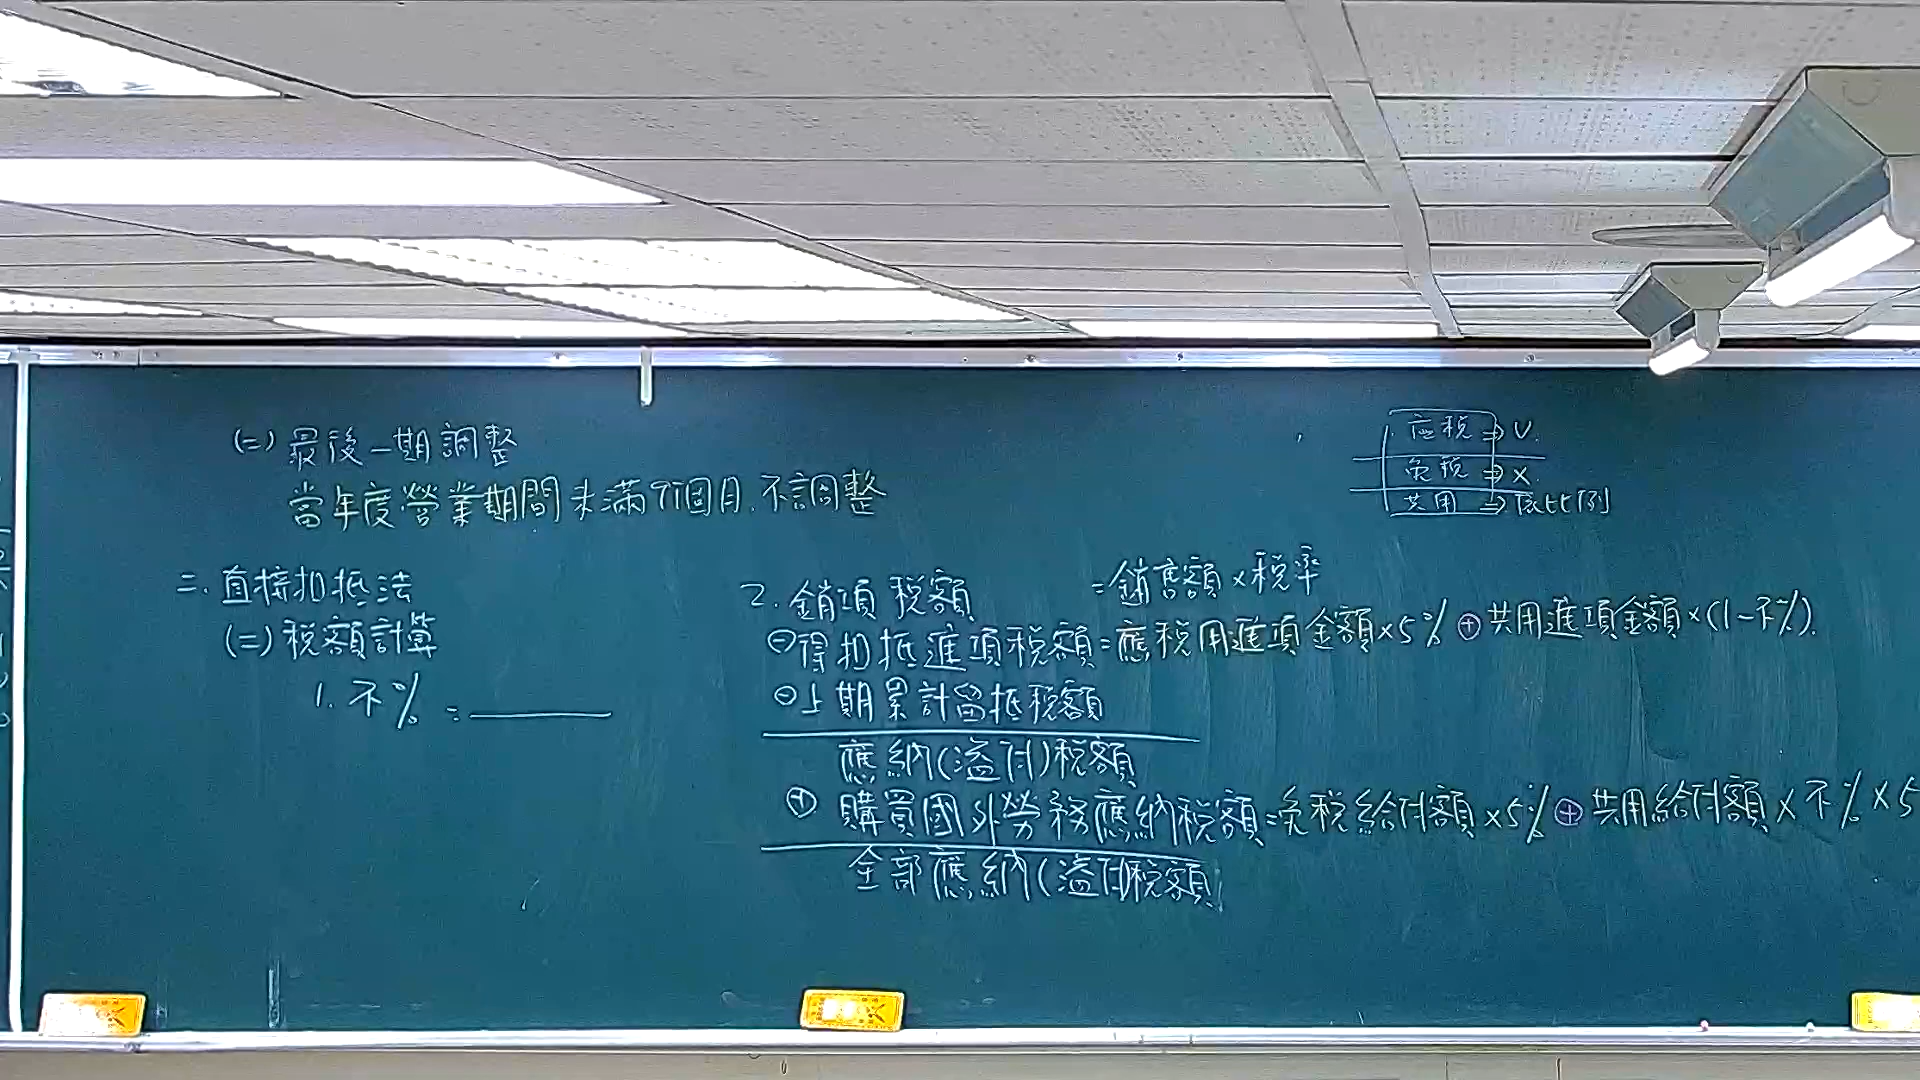 (二)最後一期調整
當年度營業期間未滿9個月.不調整
二.直接扣抵法
(二)稅額計算
1.不%=
应稅⇒V.
免稅⇒X.
共用⇒依比例
2.銷項稅額=銷售額×稅率
⊖得扣抵進項稅額=應稅用進項金額×5%⊕共用進項金額×(1-不%).
⊖上期累計留抵稅額
應納(溢付)稅額
⊕購買國外勞務應納稅額=免稅給付額×5%⊕共用給付額×不%×5
全部應納(溢付稅額